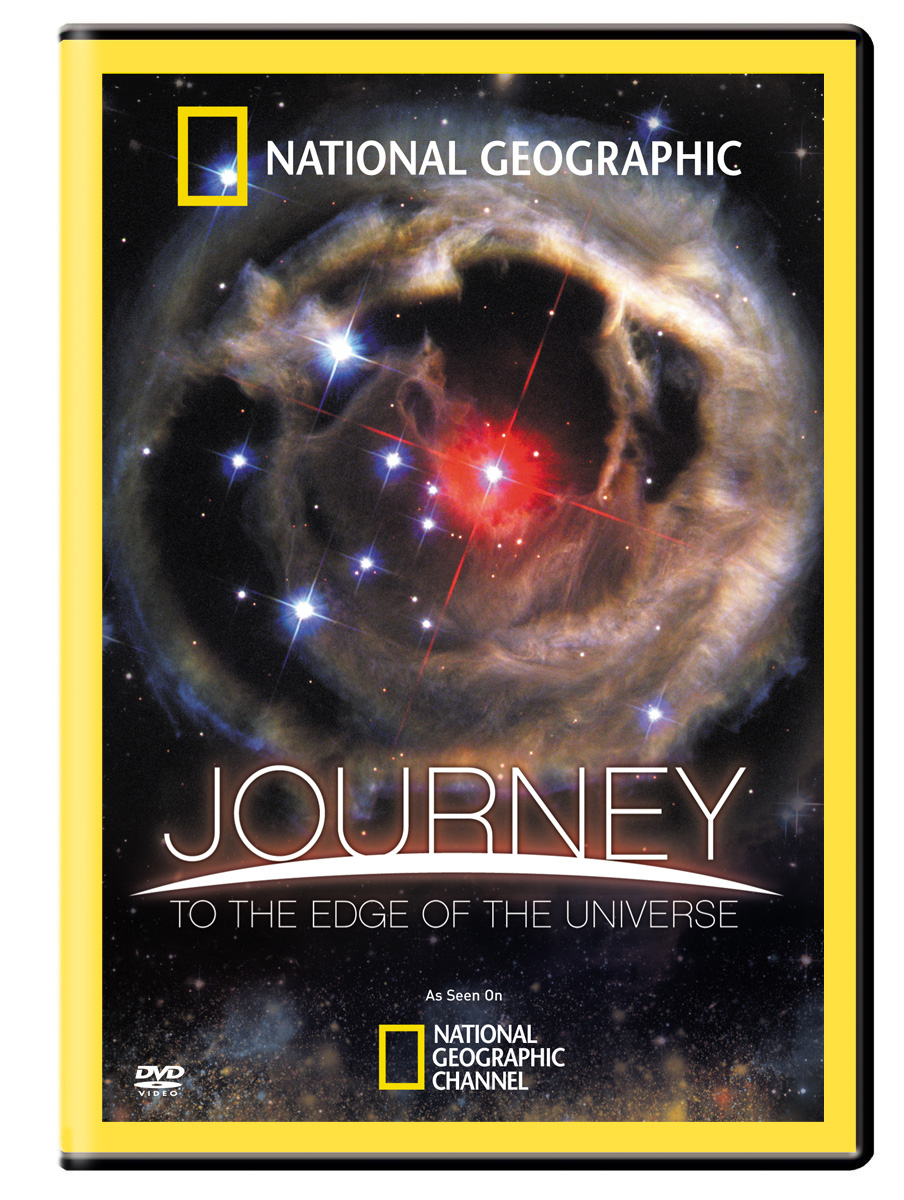 NATIONAL GEOGRAPHIC
JOURNEY
TO THE EDGE OF THE UNIVERSE
As Seen On
NATIONAL
GEOGRAPHIC
CHANNEL
DVD
VIDEO